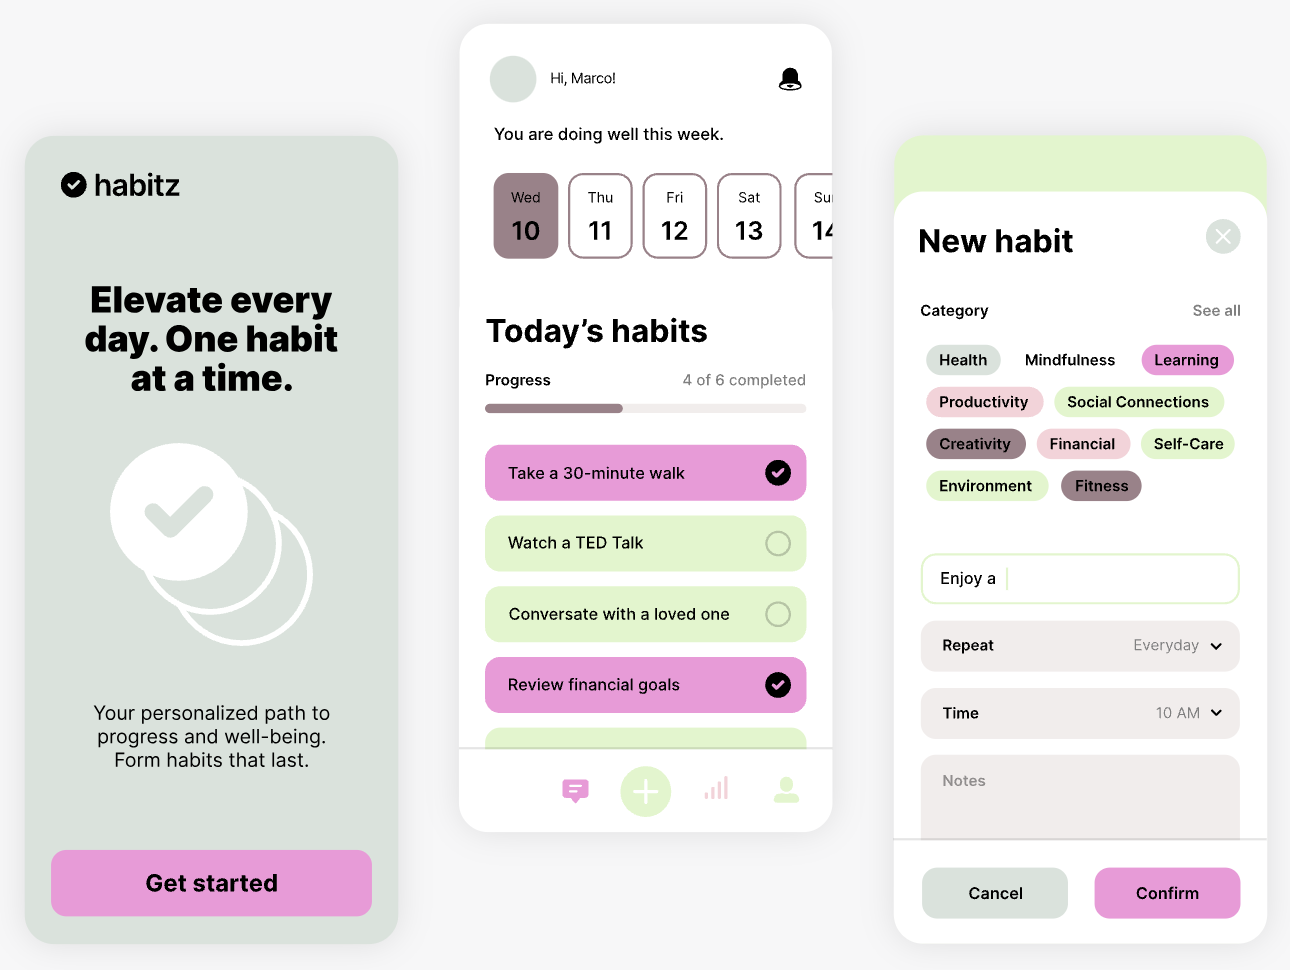 habitz
Elevate every
day. One habit
at a time.
Your personalized path to
progress and well-being.
Form habits that last.
Get started
Hi, Marco!
You are doing well this week.
Wed Thu Fri Sat
10 11 12 13
Today’s habits
Progress 4 of 6 completed
Take a 30-minute walk
Watch a TED Talk
Conversate with a loved one
Review financial goals
New habit
Category See all
Health Mindfulness Learning
Productivity Social Connections
Creativity Financial Self-Care
Environment Fitness
Enjoy a
Repeat Everyday
Time 10 AM
Notes
Cancel Confirm